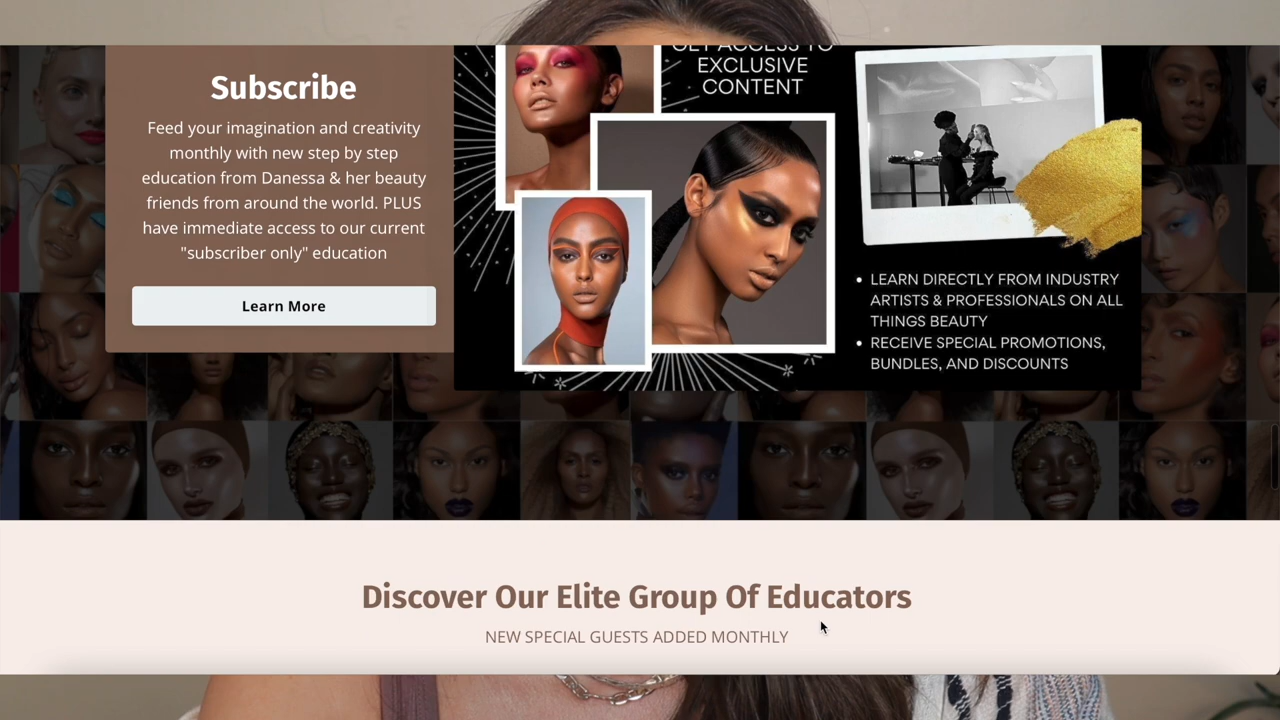 Subscribe
Feed your imagination and creativity
monthly with new step by step
education from Danessa & her beauty
friends from around the world. PLUS
have immediate access to our current
"subscriber only" education
Learn More
GET ACCESS TO
EXCLUSIVE
CONTENT
• LEARN DIRECTLY FROM INDUSTRY
ARTISTS & PROFESSIONALS ON ALL
THINGS BEAUTY
• RECEIVE SPECIAL PROMOTIONS,
BUNDLES, AND DISCOUNTS
Discover Our Elite Group Of Educators
NEW SPECIAL GUESTS ADDED MONTHLY